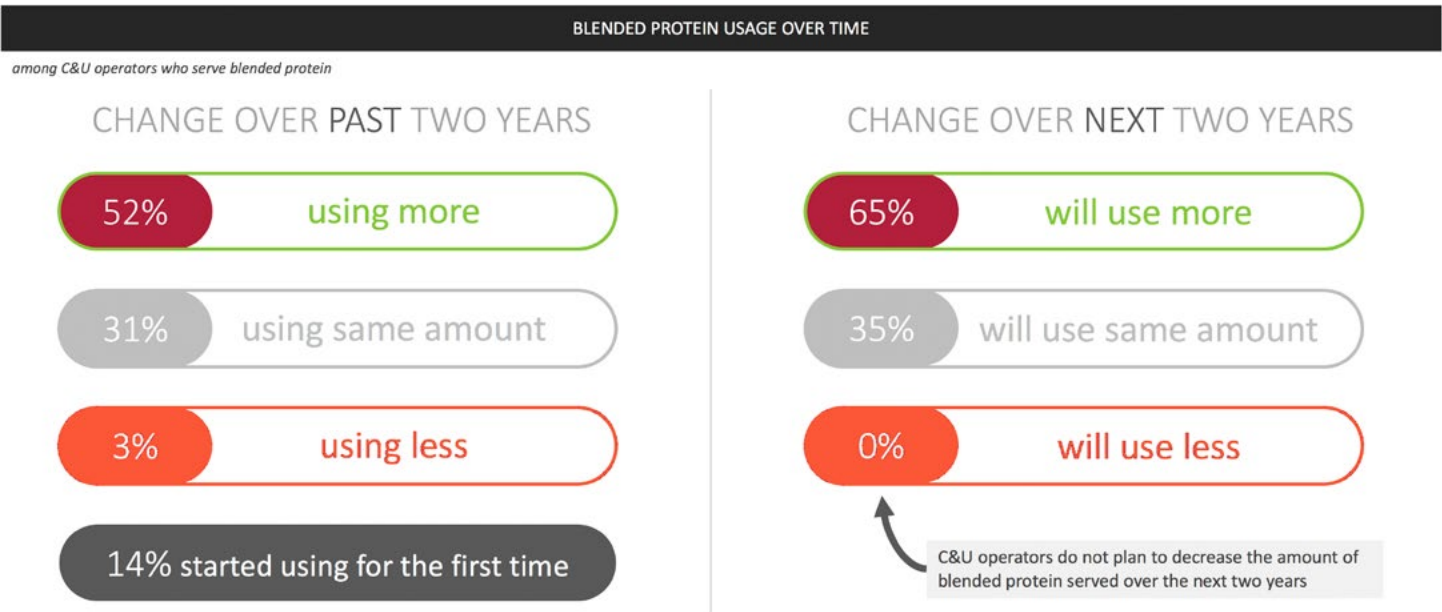 BLENDED PROTEIN USAGE OVER TIME
among C&U operators who serve blended protein
CHANGE OVER PAST TWO YEARS
52% using more
31% using same amount
3% using less
14% started using for the first time
CHANGE OVER NEXT TWO YEARS
65% will use more
35% will use same amount
0% will use less
C&U operators do not plan to decrease the amount of
blended protein served over the next two years